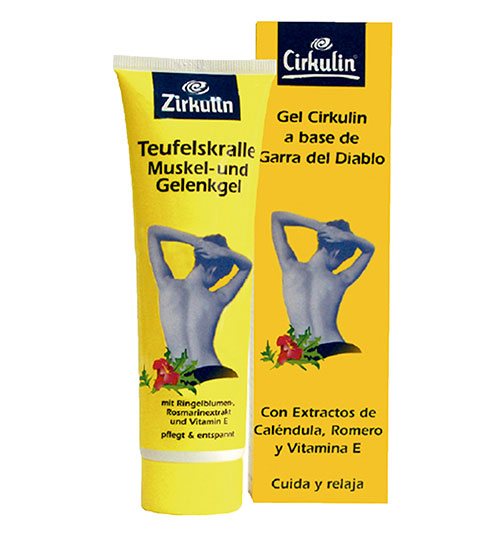 Zirkulin
Teufelskralle
Muskel- und
Gelenkgel
mit Ringelblumen-,
Rosmarinextrakt
und Vitamin E
pflegt & entspannt
Cirkulin
Gel Cirkulin
a base de
Garra del Diablo
Con Extractos de
Caléndula, Romero
y Vitamina E
Cuida y relaja